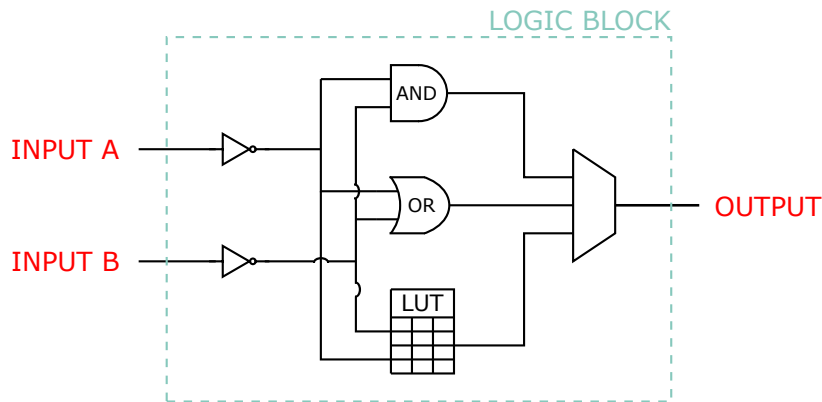 LOGIC BLOCK
AND
INPUT A
OR
OUTPUT
INPUT B
LUT